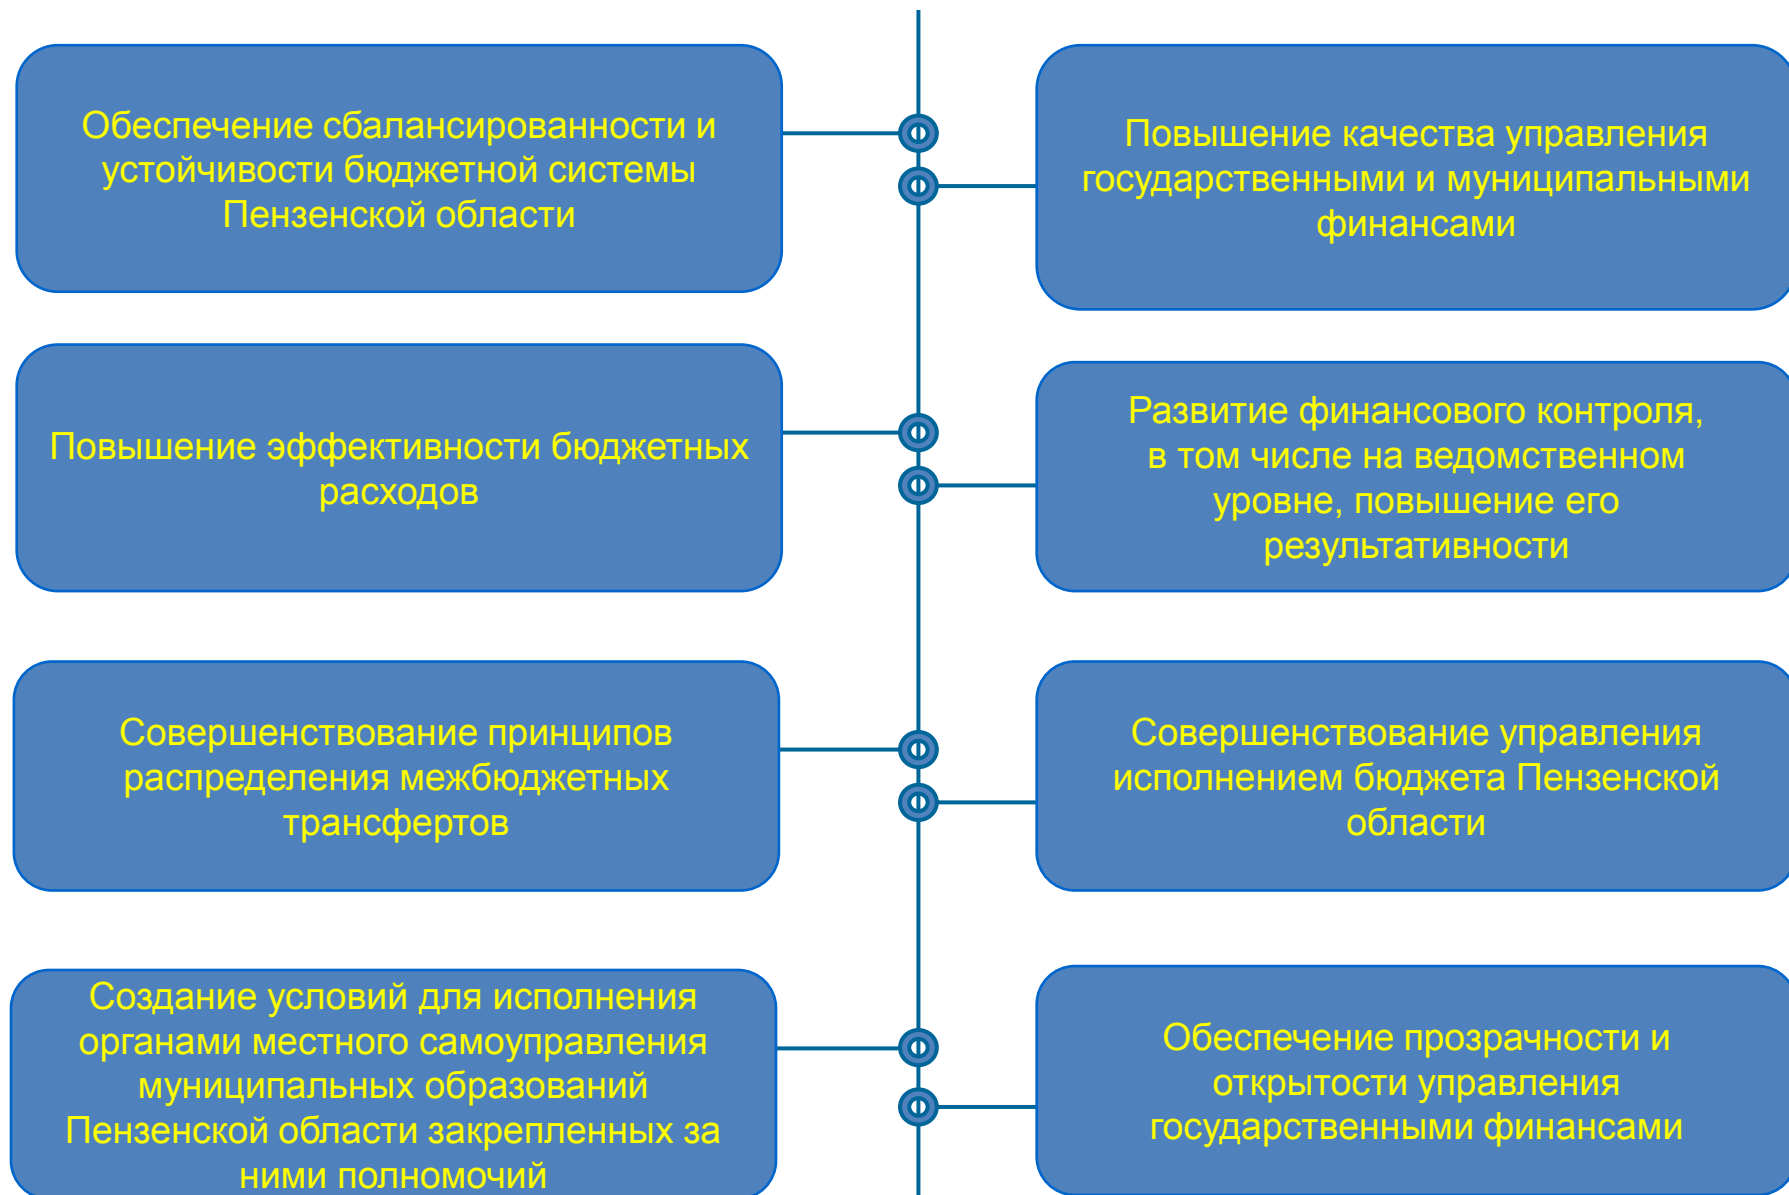 Обеспечение сбалансированности и
устойчивости бюджетной системы
Пензенской области
Повышение качества управления
государственными и муниципальными
финансами
Повышение эффективности бюджетных
расходов
Развитие финансового контроля,
в том числе на ведомственном
уровне, повышение его
результативности
Совершенствование принципов
распределения межбюджетных
трансфертов
Совершенствование управления
исполнением бюджета Пензенской
области
Создание условий для исполнения
органами местного самоуправления
муниципальных образований
Пензенской области закрепленных за
ними полномочий
Обеспечение прозрачности и
открытости управления
государственными финансами